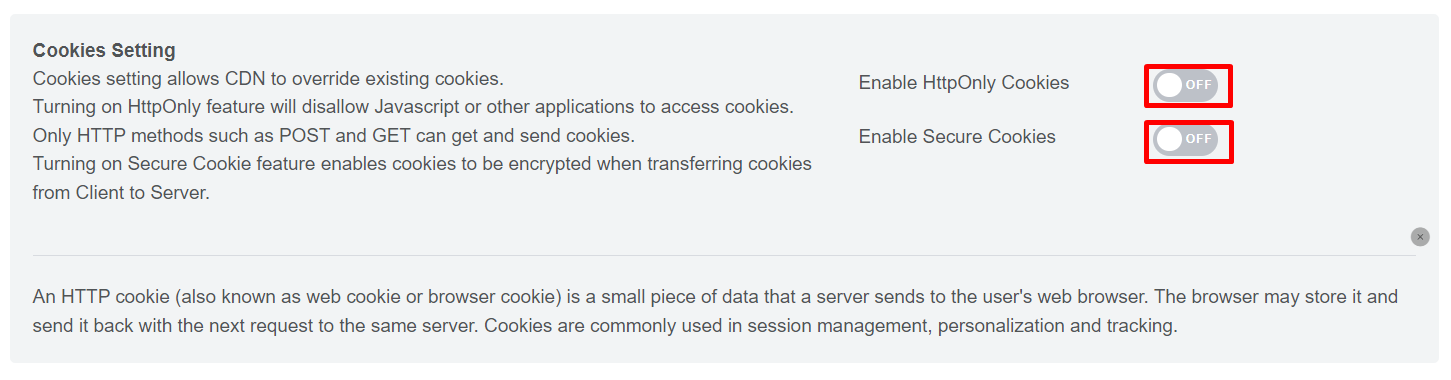 Cookies Setting
Cookies setting allows CDN to override existing cookies.
Turning on HttpOnly feature will disallow Javascript or other applications to access cookies.
Only HTTP methods such as POST and GET can get and send cookies.
Turning on Secure Cookie feature enables cookies to be encrypted when transferring cookies
from Client to Server.
Enable HttpOnly Cookies OFF
Enable Secure Cookies OFF
An HTTP cookie (also known as web cookie or browser cookie) is a small piece of data that a server sends to the user's web browser. The browser may store it and
send it back with the next request to the same server. Cookies are commonly used in session management, personalization and tracking.